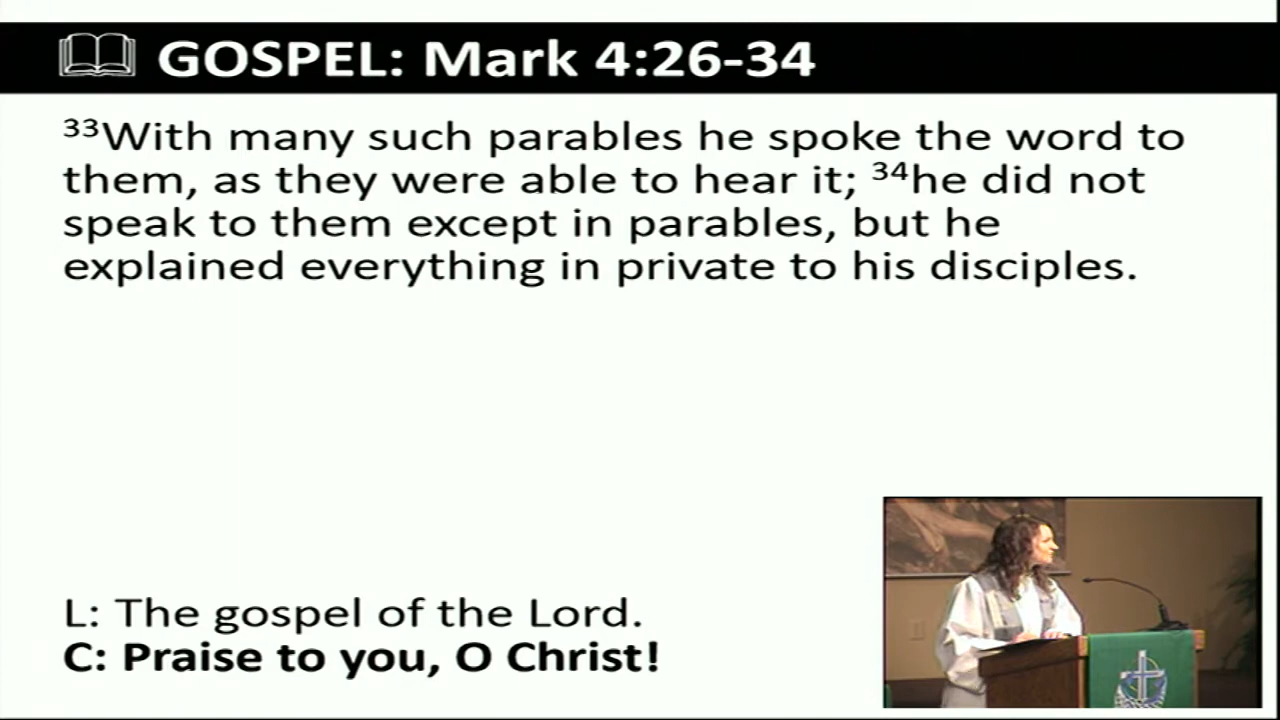 GOSPEL: Mark 4:26-34
³³With many such parables he spoke the word to
them, as they were able to hear it; ³⁴he did not
speak to them except in parables, but he
explained everything in private to his disciples.
L: The gospel of the Lord.
C: Praise to you, O Christ!